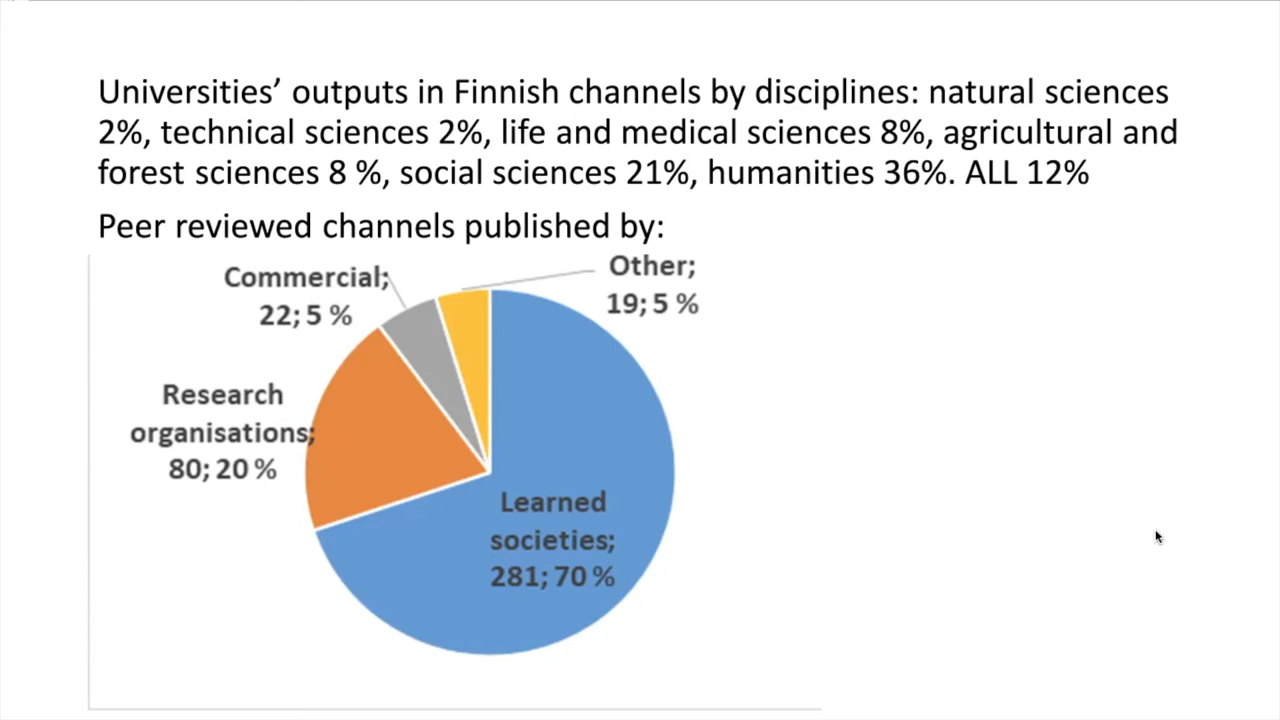 Universities’ outputs in Finnish channels by disciplines: natural sciences
2%, technical sciences 2%, life and medical sciences 8%, agricultural and
forest sciences 8 %, social sciences 21%, humanities 36%. ALL 12%
Peer reviewed channels published by:
Commercial;
22; 5 %
Other;
19; 5 %
Research
organisations;
80; 20 %
Learned
societies;
281; 70 %